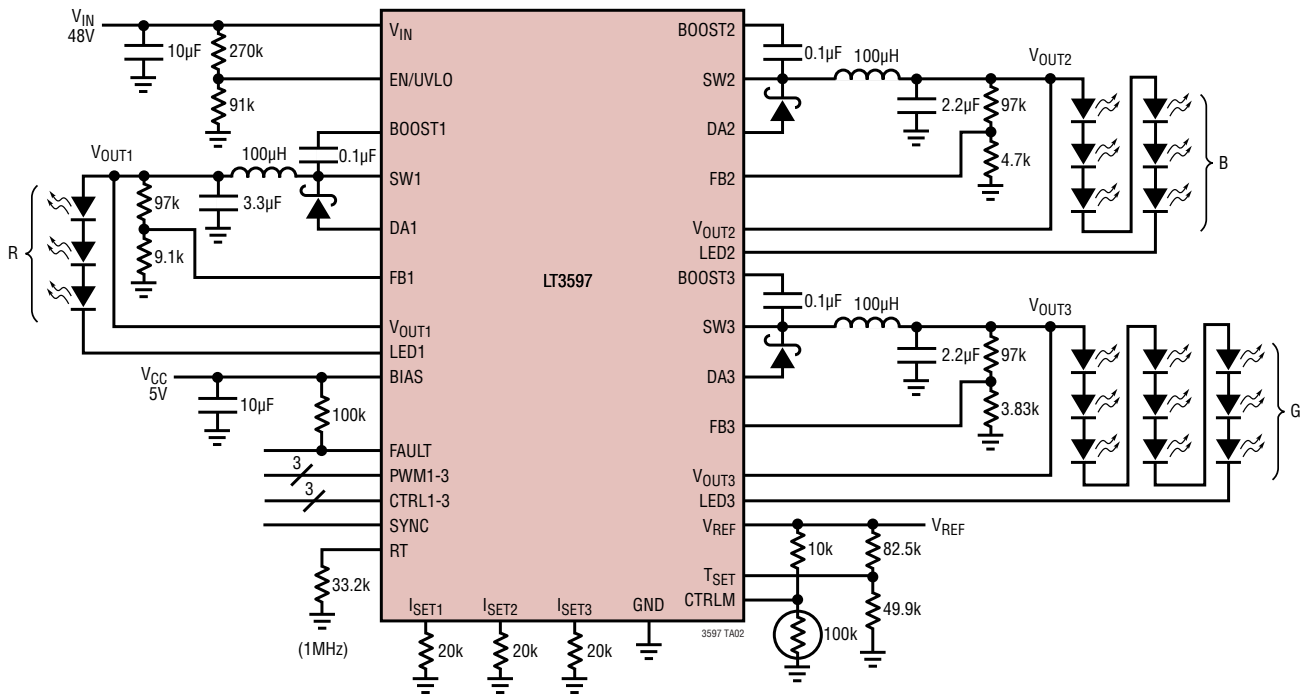 VIN
48V
10µF
270k
91k
VIN
EN/UVLO
BOOST1
SW1
DA1
FB1
VOUT1
LED1
BIAS
FAULT
PWM1-3
CTRL1-3
SYNC
RT
VOUT1
100µH
0.1µF
97k
3.3µF
9.1k
R
VCC
5V
10µF
100k
3
3
33.2k
(1MHz)
LT3597
ISET1
ISET2
ISET3
GND
20k
20k
20k
BOOST2
SW2
DA2
FB2
VOUT2
LED2
BOOST3
SW3
DA3
FB3
VOUT3
LED3
VREF
TSET
CTRLM
0.1µF
100µH
VOUT2
2.2µF
97k
4.7k
B
0.1µF
100µH
VOUT3
2.2µF
97k
3.83k
G
VREF
10k
82.5k
49.9k
100k
3597 TA02